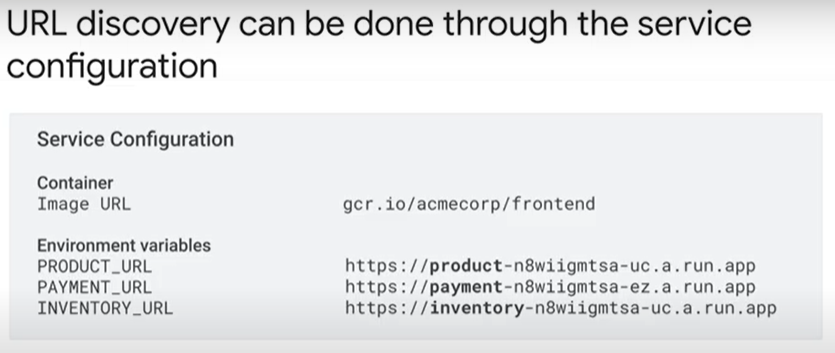 URL discovery can be done through the service
configuration
Service Configuration
Container
Image URL gcr.io/acmecorp/frontend
Environment variables
PRODUCT_URL https://product-n8wiigmtsa-uc.a.run.app
PAYMENT_URL https://payment-n8wiigmtsa-ez.a.run.app
INVENTORY_URL https://inventory-n8wiigmtsa-uc.a.run.app